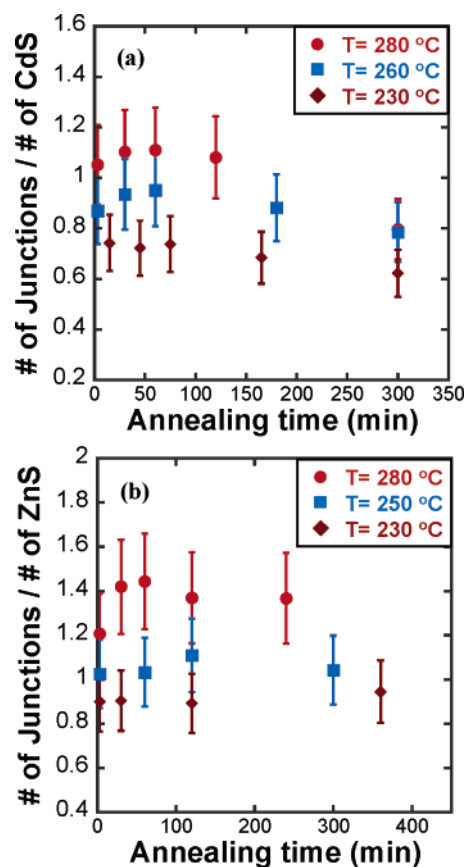 (a)
T= 280 °C
T= 260 °C
T= 230 °C
# of Junctions / # of CdS
1.6
1.4
1.2
1
0.8
0.6
0.4
0.2
0 50 100 150 200 250 300 350
Annealing time (min)
(b)
T= 280 °C
T= 250 °C
T= 230 °C
# of Junctions / # of ZnS
2
1.8
1.6
1.4
1.2
1
0.8
0.6
0.4
0 100 200 300 400
Annealing time (min)